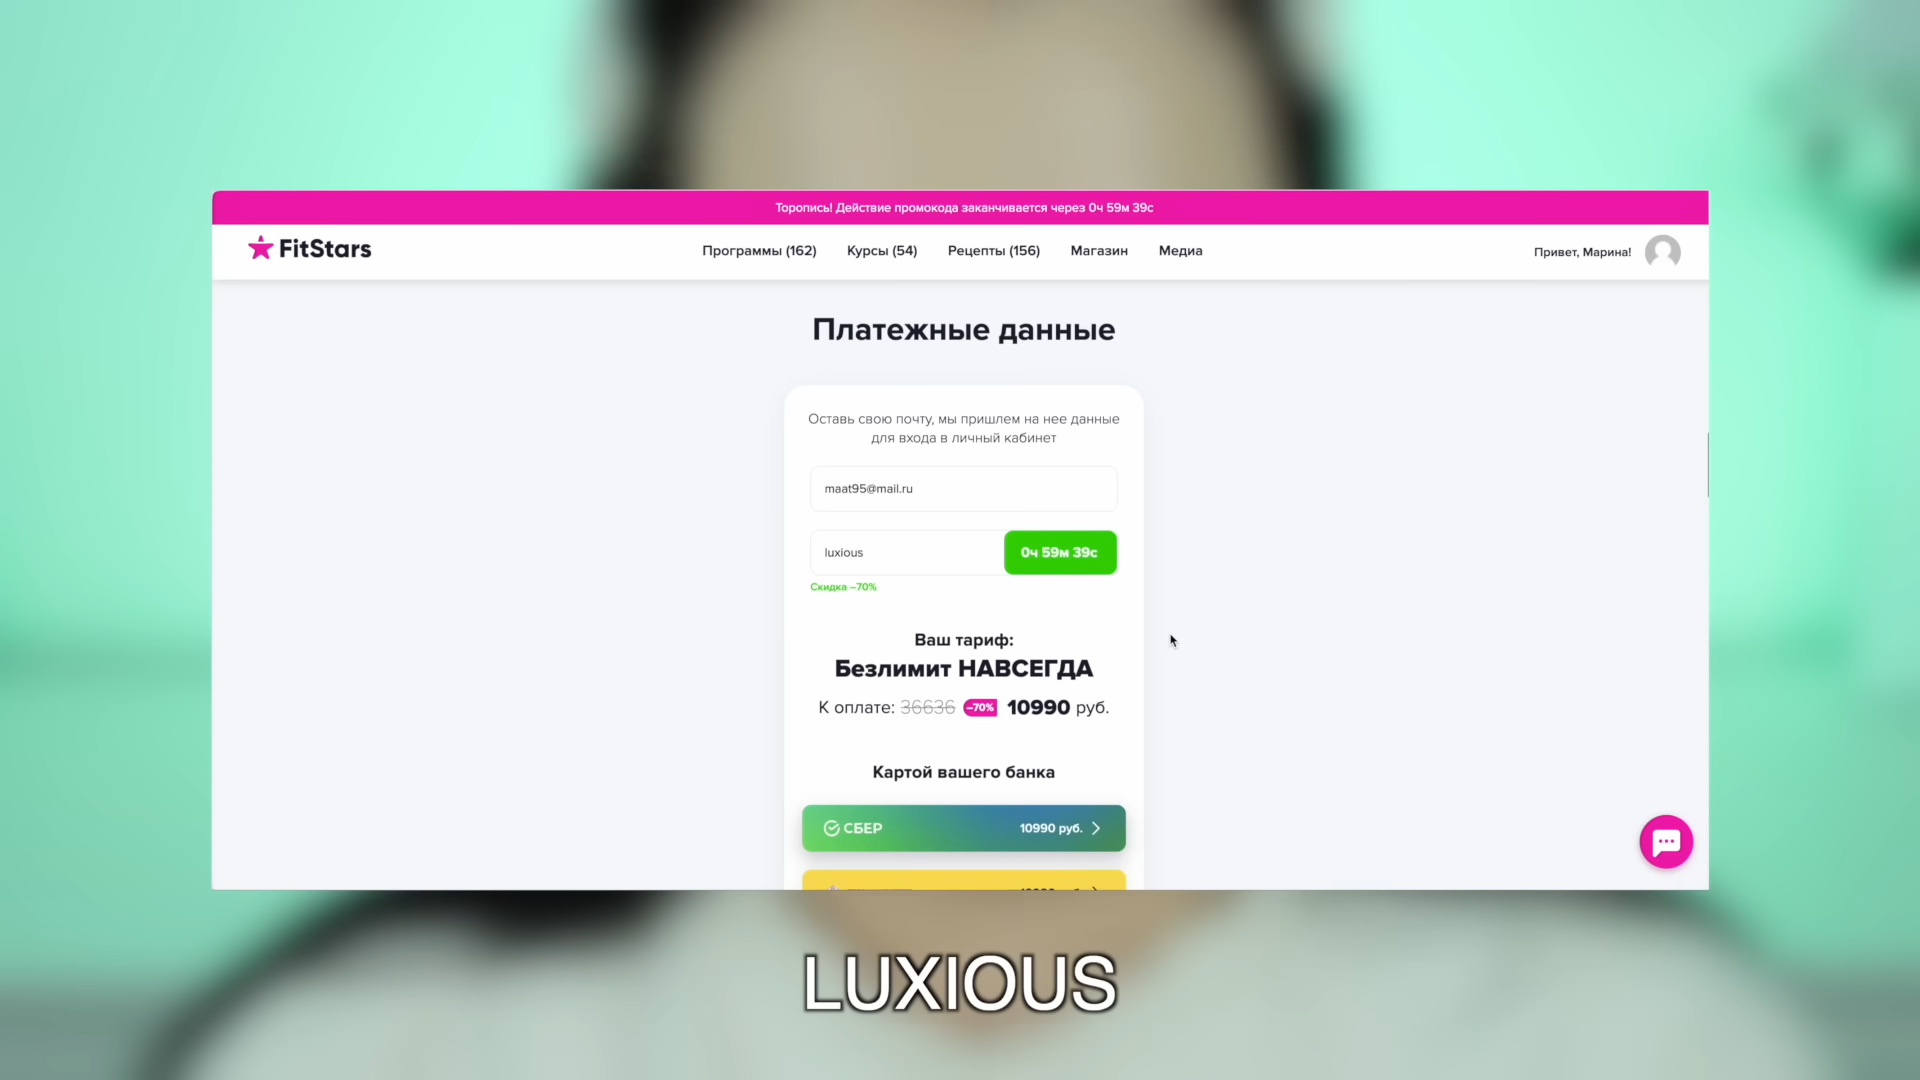 Торопись! Действие промокода заканчивается через 0ч 59м 39с
FitStars
Программы (162)
Курсы (54)
Рецепты (156)
Магазин
Медиа
Привет, Марина!
Платежные данные
Оставь свою почту, мы пришлем на нее данные
для входа в личный кабинет
maat95@mail.ru
luxious
0ч 59м 39с
Скидка –70%
Ваш тариф:
Безлимит НАВСЕГДА
К оплате: 36636 –70% 10990 руб.
Картой вашего банка
СБЕР
10990 руб.
LUXIOUS